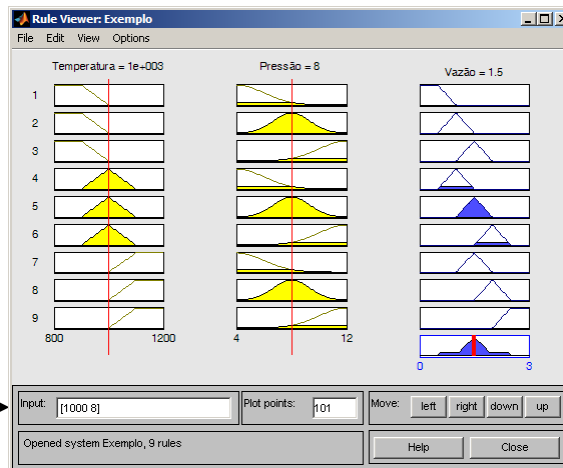 Rule Viewer: Exemplo
File Edit View Options
Temperatura = 1e+003
Pressão = 8
Vazão = 1.5
1
2
3
4
5
6
7
8
9
800 1200
4 12
0 3
Input: [1000 8]
Plot points: 101
Move: left right down up
Opened system Exemplo, 9 rules
Help Close